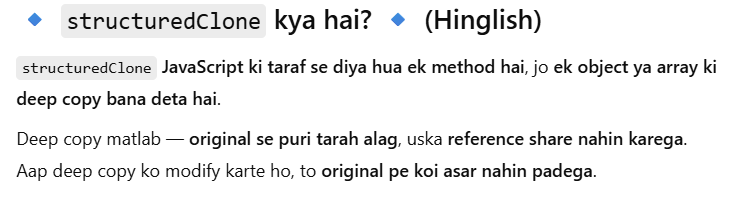 🔹 structuredClone kya hai? 🔹 (Hinglish)
structuredClone JavaScript ki taraf se diya hua ek method hai, jo ek object ya array ki
deep copy bana deta hai.
Deep copy matlab — original se puri tarah alag, uska reference share nahin karega.
Aap deep copy ko modify karte ho, to original pe koi asar nahin padega.